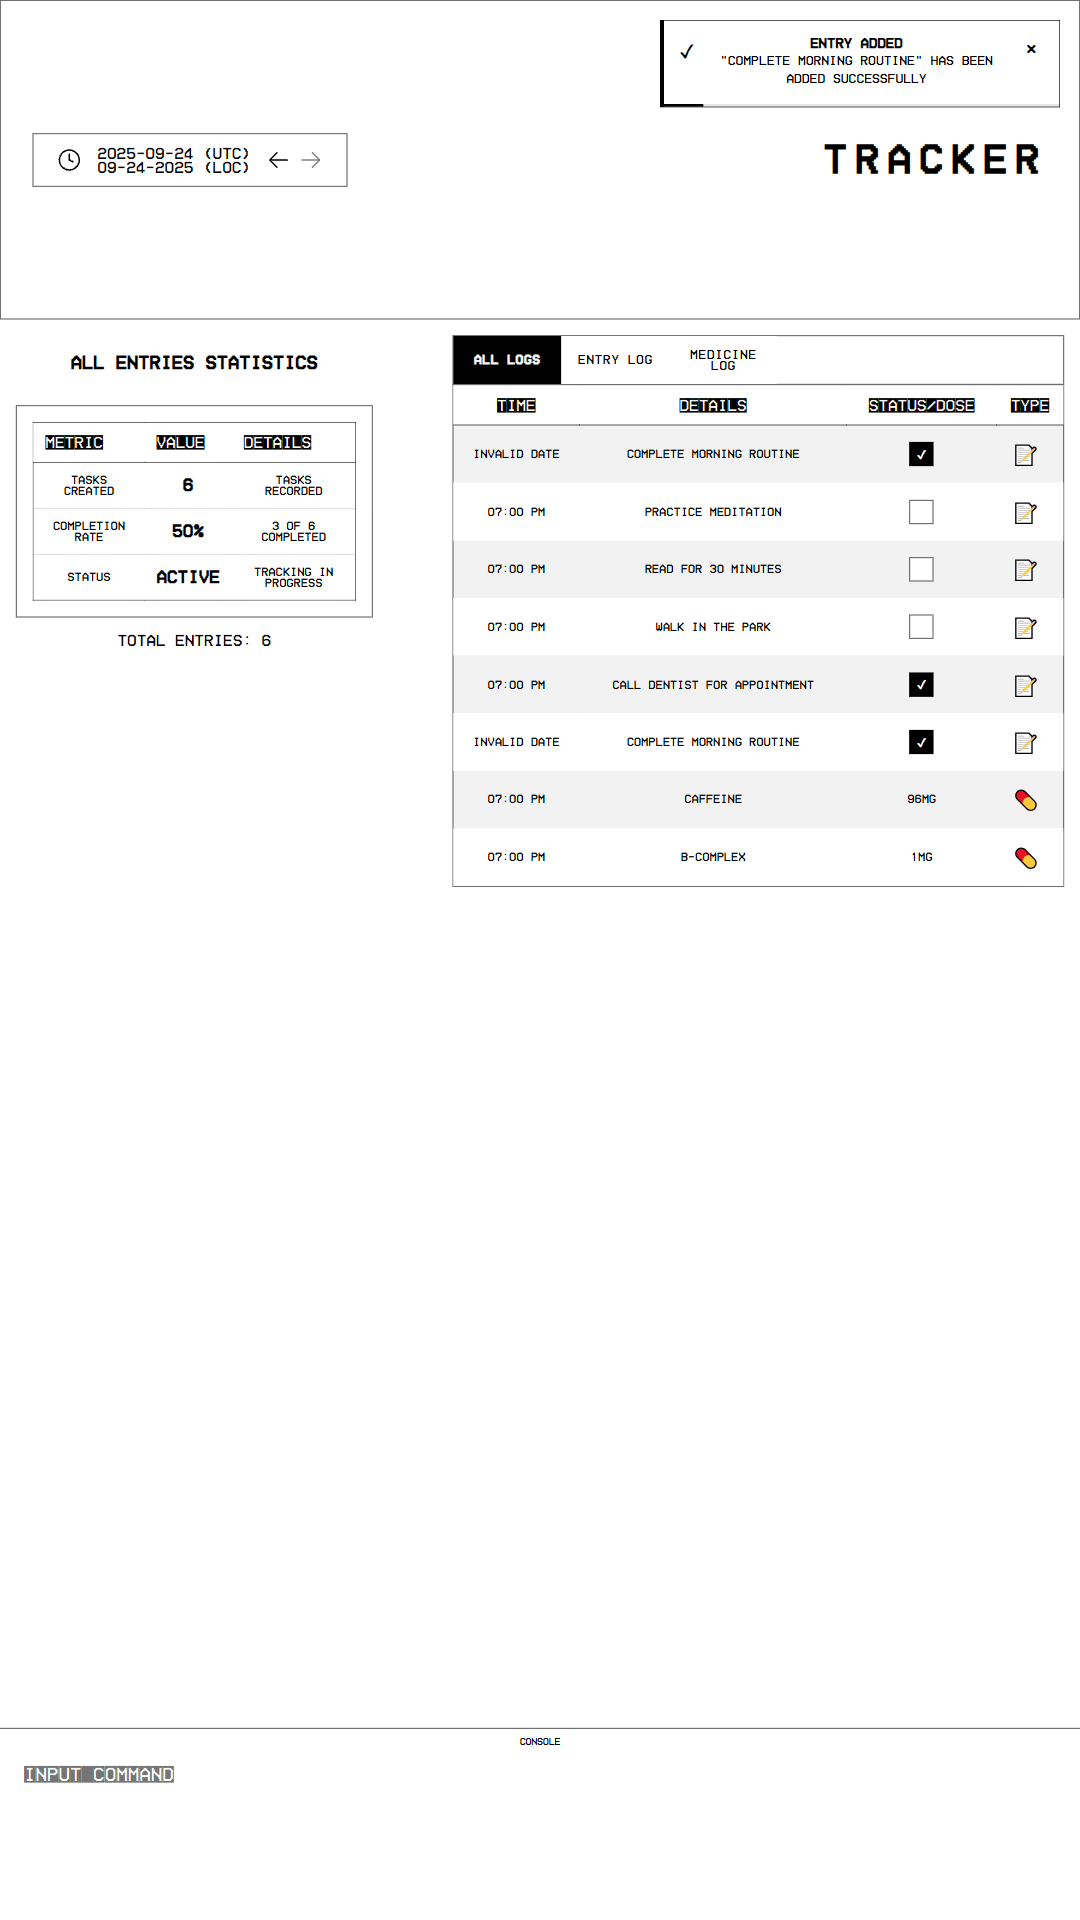 ENTRY ADDED
"COMPLETE MORNING ROUTINE" HAS BEEN
ADDED SUCCESSFULLY
2025-09-24 (UTC)
09-24-2025 (LOC)
TRACKER
ALL ENTRIES STATISTICS
METRIC VALUE DETAILS
TASKS CREATED 6 TASKS RECORDED
COMPLETION RATE 50% 3 OF 6 COMPLETED
STATUS ACTIVE TRACKING IN PROGRESS
TOTAL ENTRIES: 6
ALL LOGS ENTRY LOG MEDICINE LOG
TIME DETAILS STATUS/DOSE TYPE
INVALID DATE COMPLETE MORNING ROUTINE
07:00 PM PRACTICE MEDITATION
07:00 PM READ FOR 30 MINUTES
07:00 PM WALK IN THE PARK
07:00 PM CALL DENTIST FOR APPOINTMENT
INVALID DATE COMPLETE MORNING ROUTINE
07:00 PM CAFFEINE 96MG
07:00 PM B-COMPLEX 1MG
CONSOLE
INPUT COMMAND